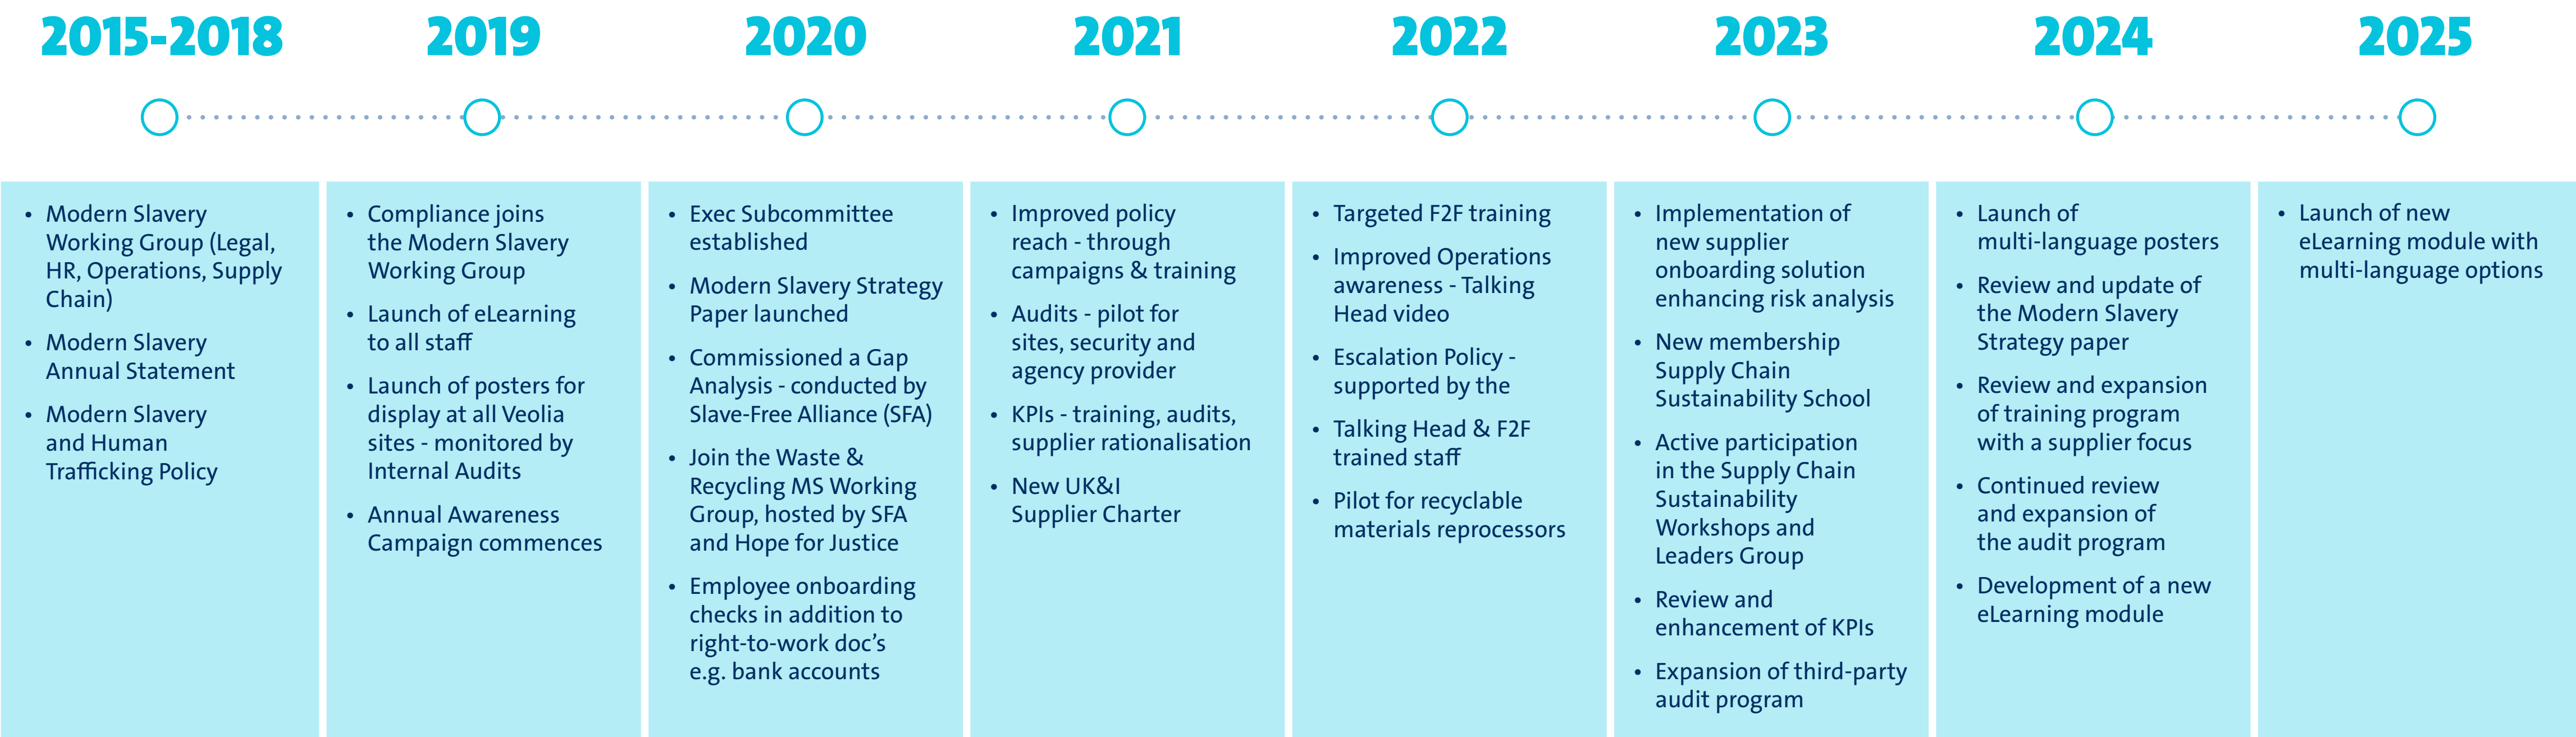 2015-2018
2019
2020
2021
2022
2023
2024
2025
• Modern Slavery
Working Group (Legal,
HR, Operations, Supply
Chain)
• Modern Slavery
Annual Statement
• Modern Slavery
and Human
Trafficking Policy
• Compliance joins
the Modern Slavery
Working Group
• Launch of eLearning
to all staff
• Launch of posters for
display at all Veolia
sites - monitored by
Internal Audits
• Annual Awareness
Campaign commences
• Exec Subcommittee
established
• Modern Slavery Strategy
Paper launched
• Commissioned a Gap
Analysis - conducted by
Slave-Free Alliance (SFA)
• Join the Waste &
Recycling MS Working
Group, hosted by SFA
and Hope for Justice
• Employee onboarding
checks in addition to
right-to-work doc’s
e.g. bank accounts
• Improved policy
reach - through
campaigns & training
• Audits - pilot for
sites, security and
agency provider
• KPIs - training, audits,
supplier rationalisation
• New UK&I
Supplier Charter
• Targeted F2F training
• Improved Operations
awareness - Talking
Head video
• Escalation Policy -
supported by the
• Talking Head & F2F
trained staff
• Pilot for recyclable
materials reprocessors
• Implementation of
new supplier
onboarding solution
enhancing risk analysis
• New membership
Supply Chain
Sustainability School
• Active participation
in the Supply Chain
Sustainability
Workshops and
Leaders Group
• Review and
enhancement of KPIs
• Expansion of third-party
audit program
• Launch of
multi-language posters
• Review and update of
the Modern Slavery
Strategy paper
• Review and expansion
of training program
with a supplier focus
• Continued review
and expansion of
the audit program
• Development of a new
eLearning module
• Launch of new
eLearning module with
multi-language options